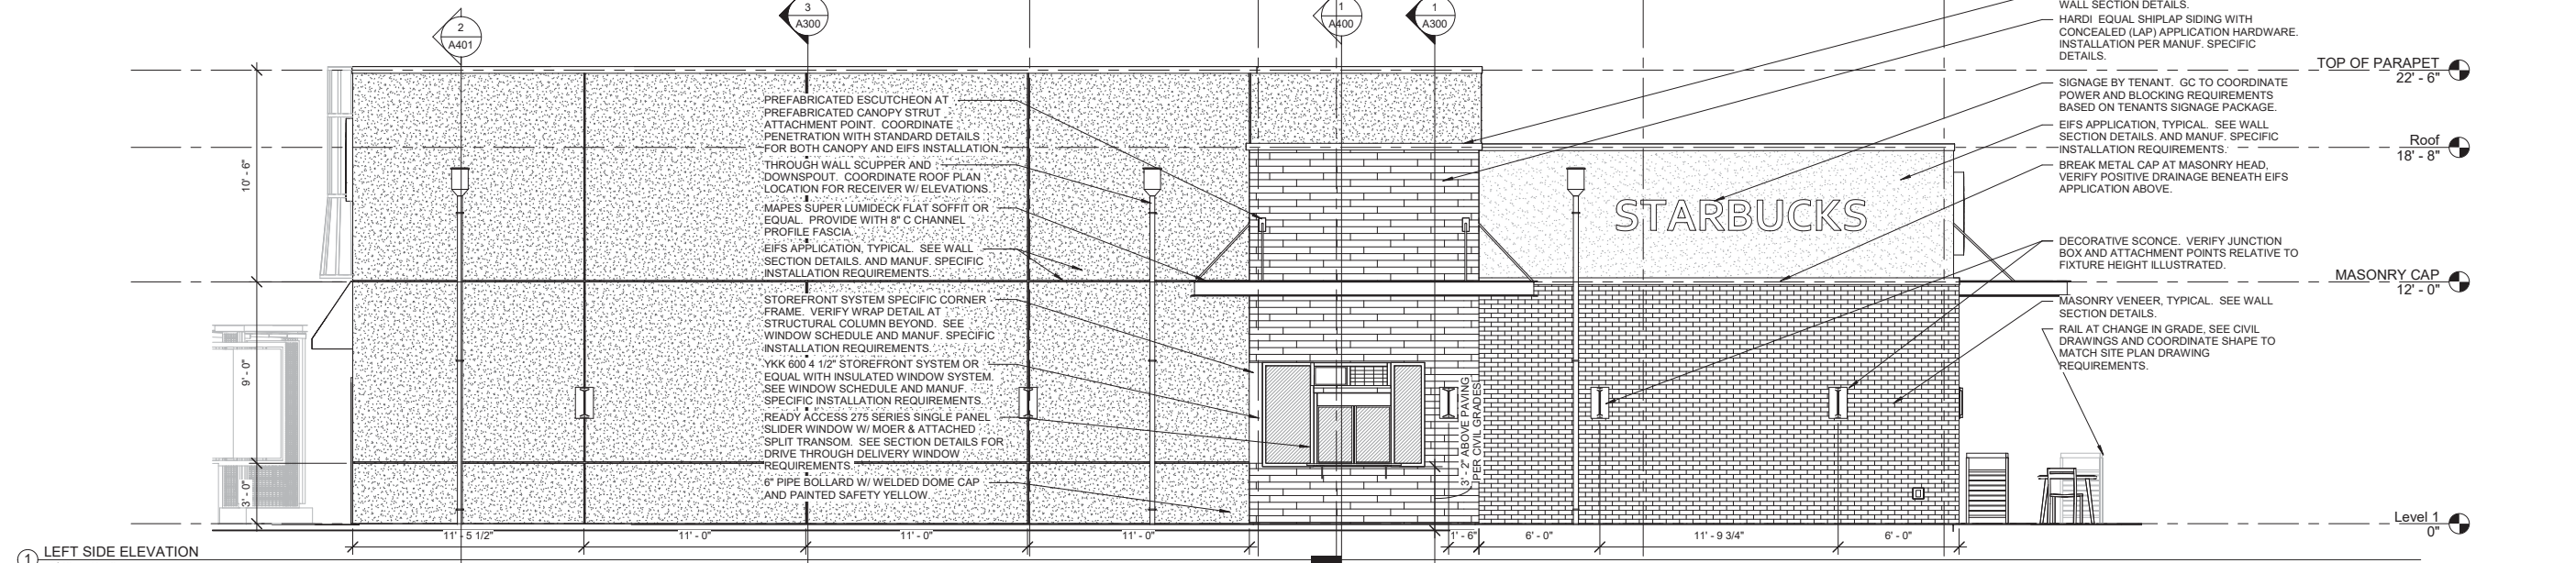 2
A401
3
A300
1
A400
1
A300
WALL SECTION DETAILS.
HARDI EQUAL SHIPLAP SIDING WITH
CONCEALED (LAP) APPLICATION HARDWARE.
INSTALLATION PER MANUF. SPECIFIC
DETAILS.
SIGNAGE BY TENANT. GC TO COORDINATE
POWER AND BLOCKING REQUIREMENTS
BASED ON TENANTS SIGNAGE PACKAGE.
EIFS APPLICATION, TYPICAL. SEE WALL
SECTION DETAILS. AND MANUF. SPECIFIC
INSTALLATION REQUIREMENTS.
BREAK METAL CAP AT MASONRY HEAD,
VERIFY POSITIVE DRAINAGE BENEATH EIFS
APPLICATION ABOVE.
DECORATIVE SCONCE. VERIFY JUNCTION
BOX AND ATTACHMENT POINTS RELATIVE TO
FIXTURE HEIGHT ILLUSTRATED.
MASONRY VENEER, TYPICAL. SEE WALL
SECTION DETAILS.
RAIL AT CHANGE IN GRADE, SEE CIVIL
DRAWINGS AND COORDINATE SHAPE TO
MATCH SITE PLAN DRAWING
REQUIREMENTS.
TOP OF PARAPET
22' - 6"
Roof
18' - 8"
MASONRY CAP
12' - 0"
Level 1
0"
PREFABRICATED ESCUTCHEON AT
PREFABRICATED CANOPY STRUT
ATTACHMENT POINT. COORDINATE
PENETRATION WITH STANDARD DETAILS
FOR BOTH CANOPY AND EIFS INSTALLATION.
THROUGH WALL SCUPPER AND
DOWNSPOUT. COORDINATE ROOF PLAN
LOCATION FOR RECEIVER W/ ELEVATIONS.
MAPES SUPER LUMIDECK FLAT SOFFIT OR
EQUAL. PROVIDE WITH 8" C CHANNEL
PROFILE FASCIA.
EIFS APPLICATION, TYPICAL. SEE WALL
SECTION DETAILS. AND MANUF. SPECIFIC
INSTALLATION REQUIREMENTS.
STOREFRONT SYSTEM SPECIFIC CORNER
FRAME. VERIFY WRAP DETAIL AT
STRUCTURAL COLUMN BEYOND. SEE
WINDOW SCHEDULE AND MANUF. SPECIFIC
INSTALLATION REQUIREMENTS
YKK 600 4 1/2" STOREFRONT SYSTEM OR
EQUAL WITH INSULATED WINDOW SYSTEM.
SEE WINDOW SCHEDULE AND MANUF.
SPECIFIC INSTALLATION REQUIREMENTS.
READY ACCESS 275 SERIES SINGLE PANEL
SLIDER WINDOW W/ MOER & ATTACHED
SPLIT TRANSOM. SEE SECTION DETAILS FOR
DRIVE THROUGH DELIVERY WINDOW
REQUIREMENTS.
6" PIPE BOLLARD W/ WELDED DOME CAP
AND PAINTED SAFETY YELLOW.
STARBUCKS
10' - 6"
9' - 0"
3' - 0"
3' - 2" ABOVE PAVING
PER CIVIL GRADES
11' - 5 1/2"
11' - 0"
11' - 0"
11' - 0"
1' - 6"
6' - 0"
11' - 9 3/4"
6' - 0"
1
LEFT SIDE ELEVATION